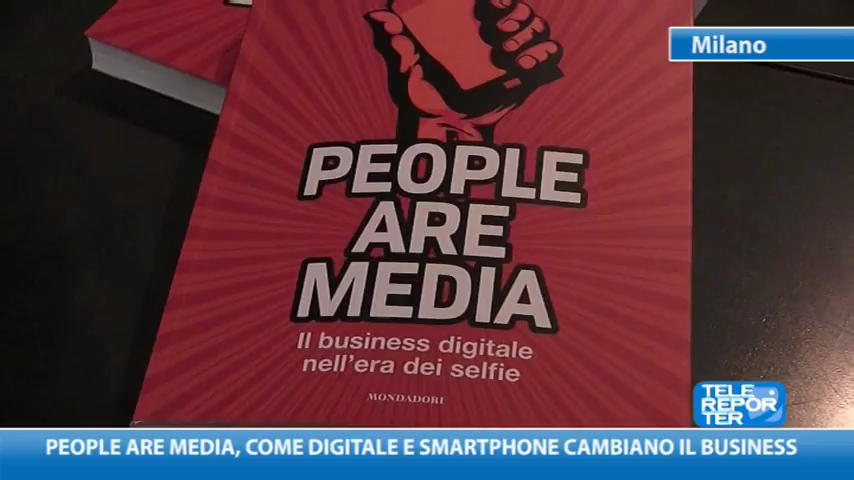 Milano
PEOPLE
ARE
MEDIA
Il business digitale
nell'era dei selfie
MONDADORI
TELE
REPOR
TER
PEOPLE ARE MEDIA, COME DIGITALE E SMARTPHONE CAMBIANO IL BUSINESS